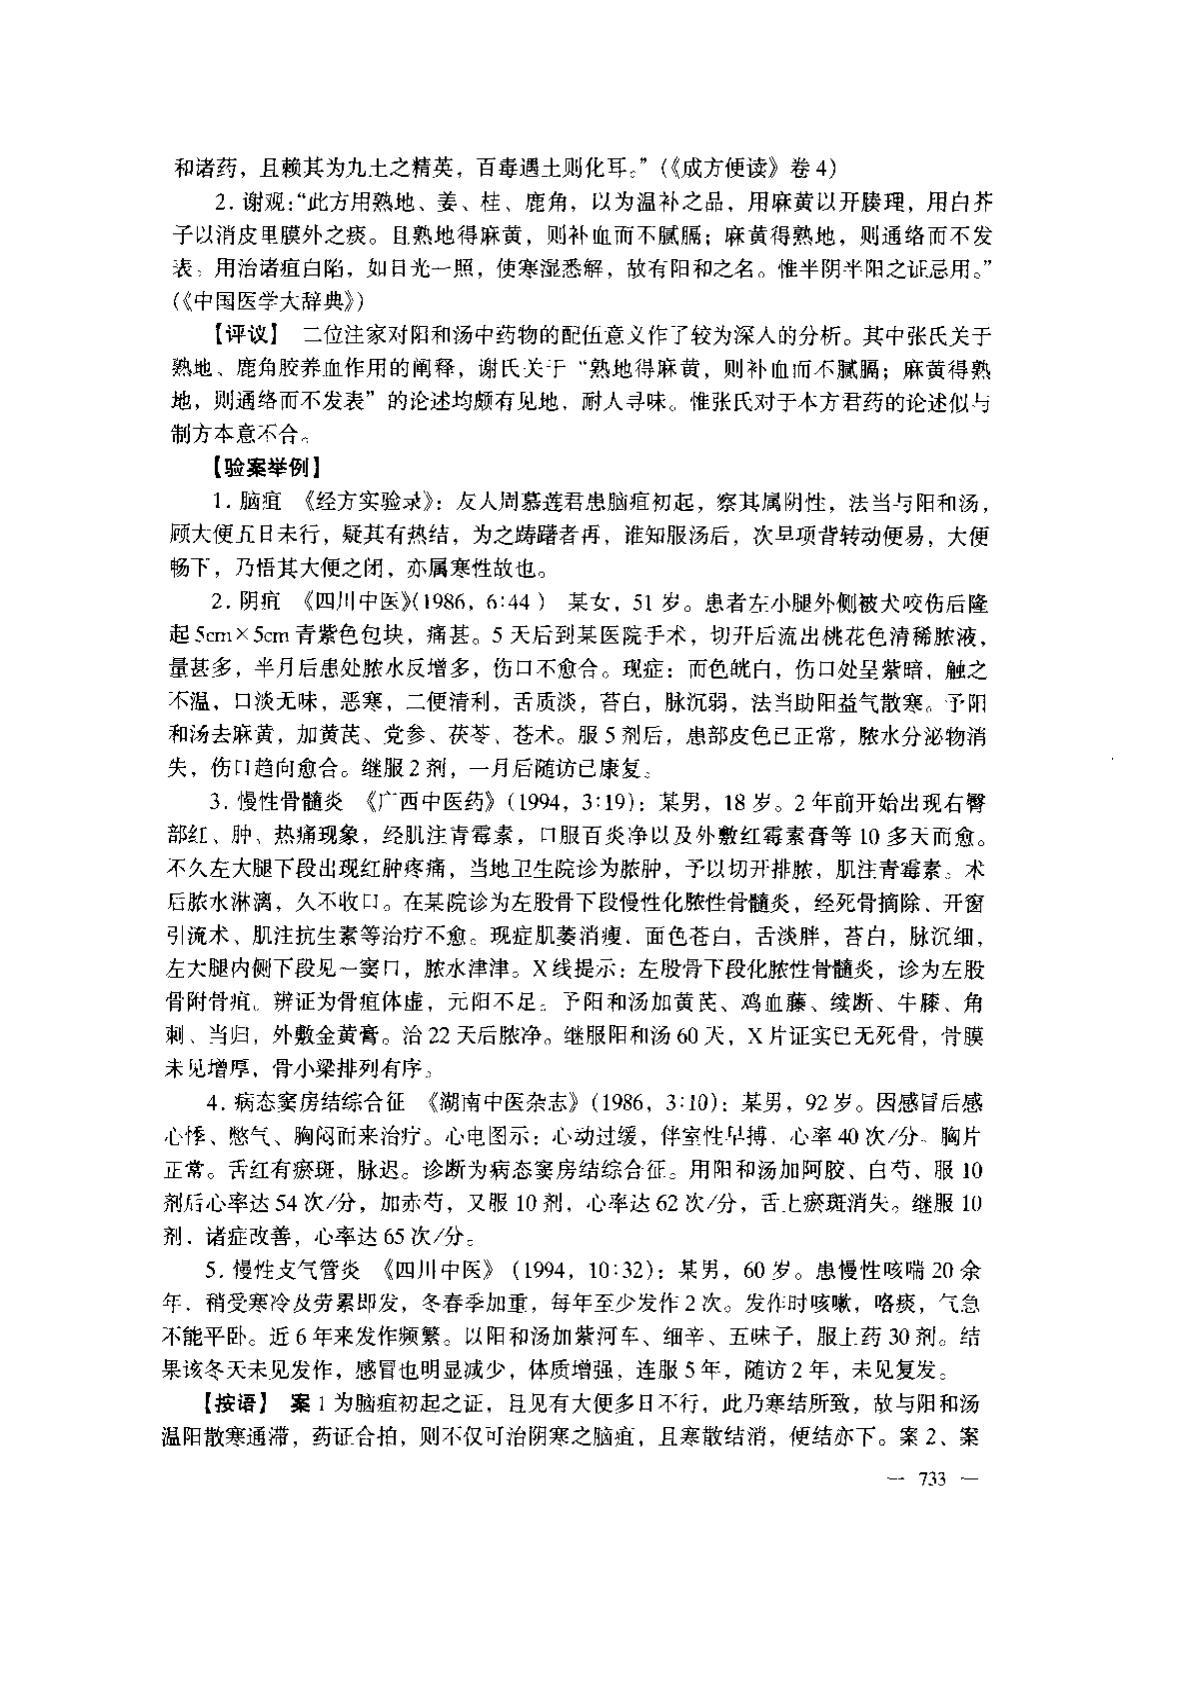 和诸药，且赖其为九土之精英，百毒遇土则化耳。”（《成方便读》卷4）
2．谢观：“此方用熟地、姜、桂、鹿角，以为温补之品，用麻黄以开腠理，用白芥
子以消皮里膜外之痰。且熟地得麻黄，则补血而不腻膈；麻黄得熟地，则通络而不发
表，用治诸疽白陷，如日光一照，使寒湿悉解，故有阳和之名。惟半阴半阳之证忌用。”
（《中国医学大辞典》）
【评议】 二位注家对阳和汤中药物的配伍意义作了较为深入的分析。其中张氏关于
熟地、鹿角胶养血作用的阐释，谢氏关于“熟地得麻黄，则补血而不腻膈；麻黄得熟
地，则通络而不发表”的论述均颇有见地，耐人寻味。惟张氏对于本方君药的论述似与
制方本意不合。
【验案举例】
1．脑疽 《经方实验录》：友人周慕莲君患脑疽初起，察其属阴性，法当与阳和汤，
顾大便五日未行，疑其有热结，为之踌躇者再，谁知服汤后，次早项背转动便易，大便
畅下，乃悟其大便之闭，亦属寒性故也。
2．阴疽 《四川中医》（1986，6:44 ） 某女，51岁。患者左小腿外侧被犬咬伤后隆
起5cm×5cm青紫色包块，痛甚。5天后到某医院手术，切开后流出桃花色清稀脓液，
量甚多，半月后患处脓水反增多，伤口不愈合。现症：面色㿠白，伤口处呈紫暗，触之
不温，口淡无味，恶寒，二便清利，舌质淡，苔白，脉沉弱，法当助阳益气散寒。予阳
和汤去麻黄，加黄芪、党参、茯苓、苍术。服5剂后，患部皮色已正常，脓水分泌物消
失，伤口趋向愈合。继服2剂，一月后随访已康复。
3．慢性骨髓炎 《广西中医药》（1994，3:19）：某男，18岁。2年前开始出现右臀
部红、肿、热痛现象，经肌注青霉素，口服百炎净以及外敷红霉素膏等10多天而愈。
不久左大腿下段出现红肿疼痛，当地卫生院诊为脓肿，予以切开排脓，肌注青霉素。术
后脓水淋漓，久不收口。在某院诊为左股骨下段慢性化脓性骨髓炎，经死骨摘除、开窗
引流术、肌注抗生素等治疗不愈。现症肌萎消瘦，面色苍白，舌淡胖，苔白，脉沉细，
左大腿内侧下段见一窦口，脓水津津。X线提示：左股骨下段化脓性骨髓炎，诊为左股
骨附骨疽。辨证为骨疽体虚，元阳不足。予阳和汤加黄芪、鸡血藤、续断、牛膝、角
刺、当归，外敷金黄膏。治22天后脓净。继服阳和汤60天，X片证实已无死骨，骨膜
未见增厚，骨小梁排列有序。
4．病态窦房结综合征 《湖南中医杂志》（1986，3:10）：某男，92岁。因感冒后感
心悸、憋气、胸闷而来治疗。心电图示：心动过缓，伴室性早搏，心率40次/分。胸片
正常。舌红有瘀斑，脉迟。诊断为病态窦房结综合征。用阳和汤加阿胶、白芍、服10
剂后心率达54次/分，加赤芍，又服10剂，心率达62次/分，舌上瘀斑消失。继服10
剂，诸症改善，心率达65次/分。
5．慢性支气管炎 《四川中医》（1994，10:32）：某男，60岁。患慢性咳喘20余
年，稍受寒冷及劳累即发，冬春季加重，每年至少发作2次。发作时咳嗽，咯痰，气急
不能平卧。近6年来发作频繁。以阳和汤加紫河车、细辛、五味子，服上药30剂。结
果该冬天未见发作，感冒也明显减少，体质增强，连服5年，随访2年，未见复发。
【按语】 案1为脑疽初起之证，且见有大便多日不行，此乃寒结所致，故与阳和汤
温阳散寒通滞，药证合拍，则不仅可治阴寒之脑疽，且寒散结消，便结亦下。案2、案
— 733 —